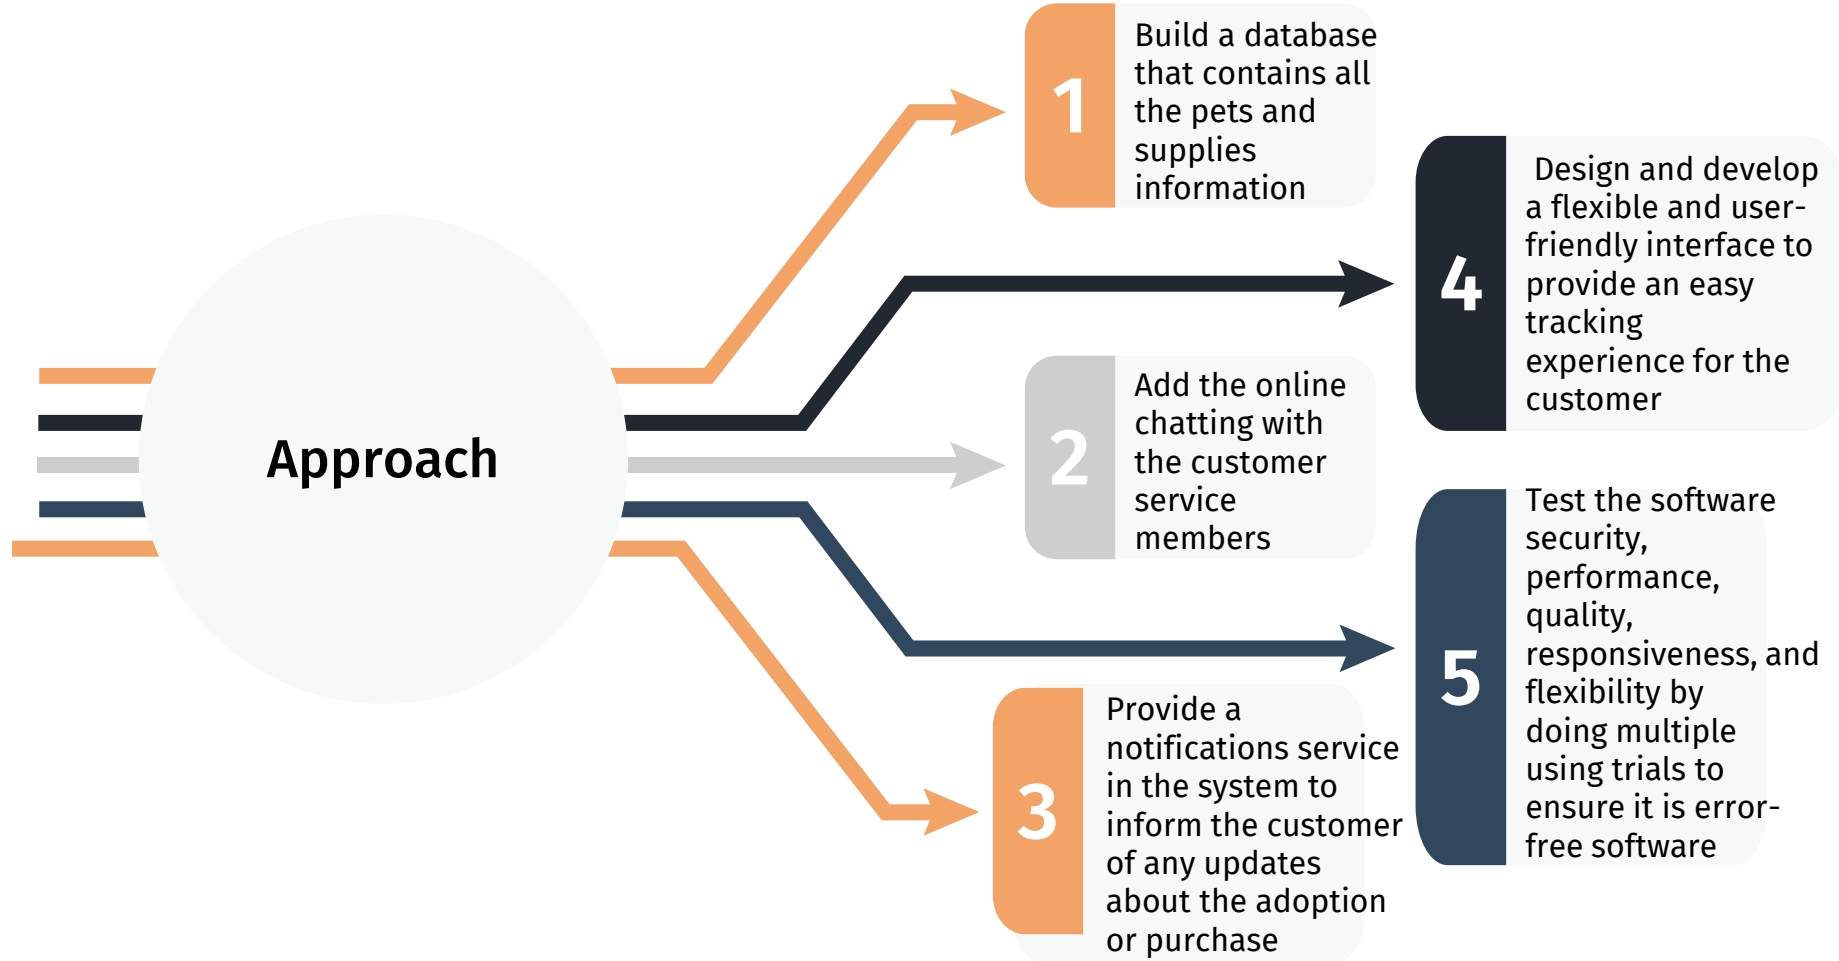 Approach
1
Build a database
that contains all
the pets and
supplies
information
2
Add the online
chatting with
the customer
service
members
3
Provide a
notifications service
in the system to
inform the customer
of any updates
about the adoption
or purchase
4
Design and develop
a flexible and user-
friendly interface to
provide an easy
tracking
experience for the
customer
5
Test the software
security,
performance,
quality,
responsiveness, and
flexibility by
doing multiple
using trials to
ensure it is error-
free software